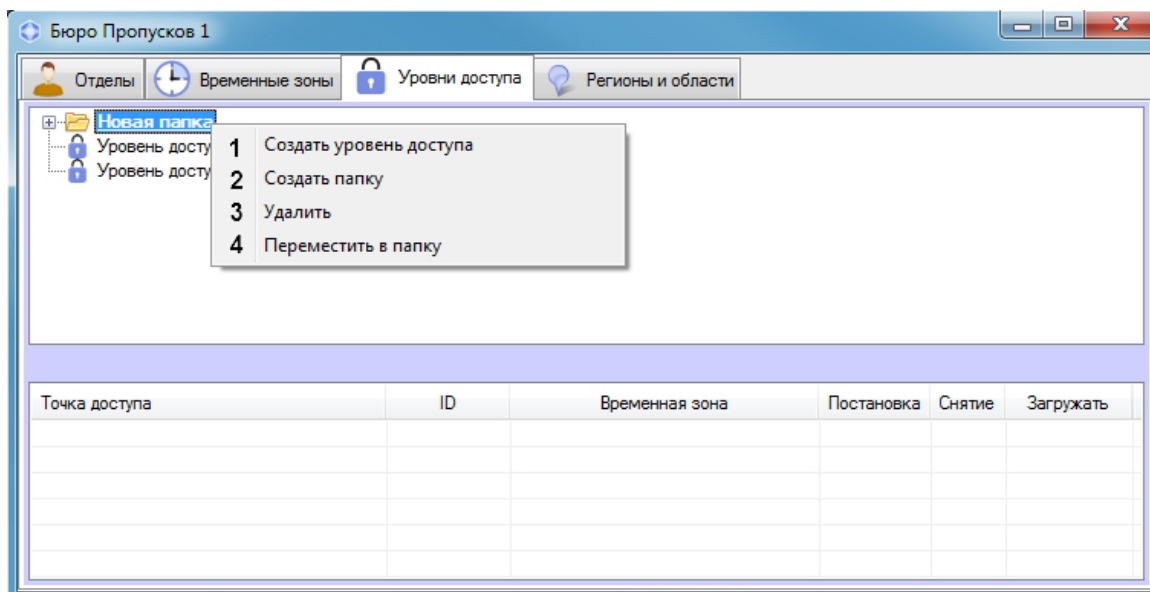 Бюро Пропусков 1
Отделы Временные зоны Уровни доступа Регионы и области
Новая папка
Уровень досту
Уровень досту
1 Создать уровень доступа
2 Создать папку
3 Удалить
4 Переместить в папку
Точка доступа ID Временная зона Постановка Снятие Загружать